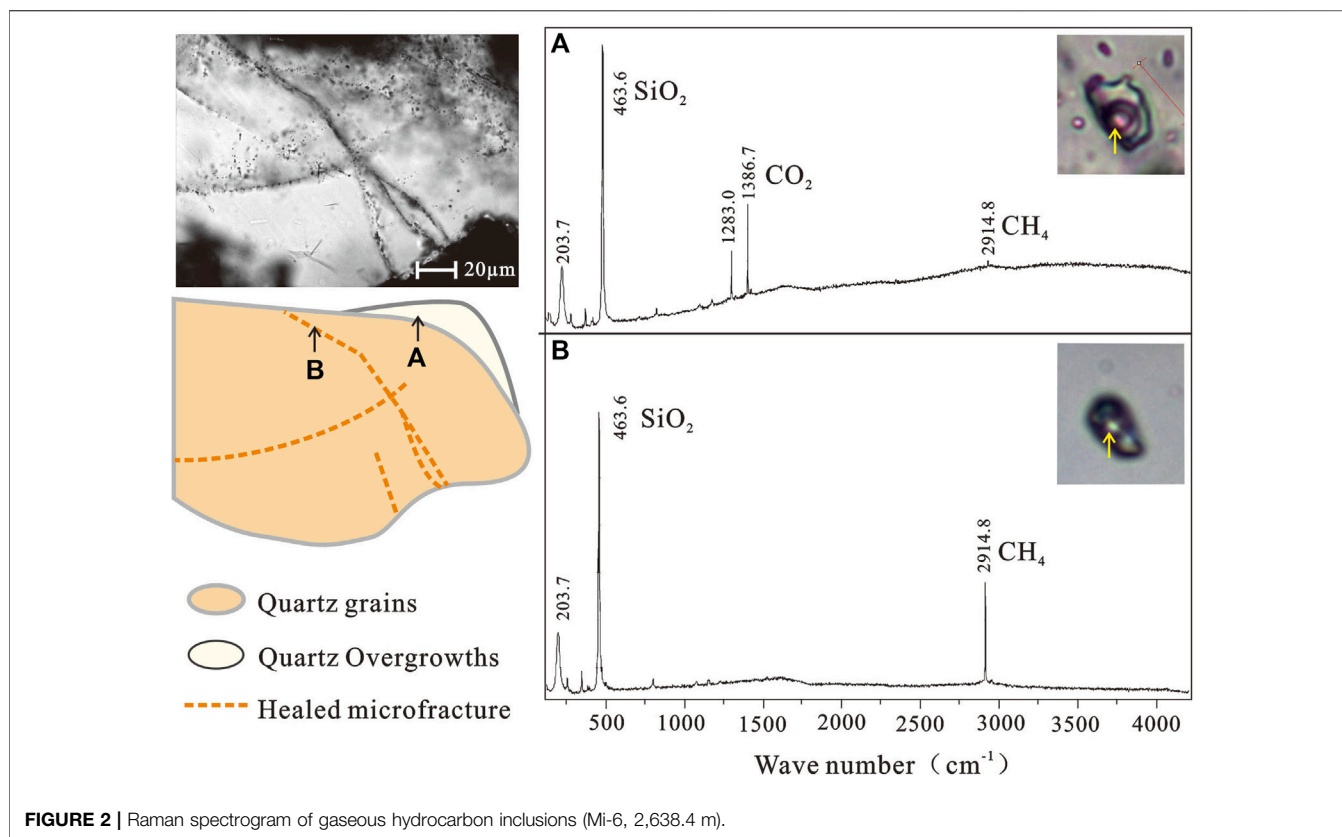 20μm
B
A
Quartz grains
Quartz Overgrowths
Healed microfracture
A
203.7
463.6
SiO₂
1283.0
1386.7
CO₂
2914.8
CH₄
B
203.7
463.6
SiO₂
2914.8
CH₄
500 1000 1500 2000 2500 3000 3500 4000
Wave number（cm⁻¹）
FIGURE 2 | Raman spectrogram of gaseous hydrocarbon inclusions (Mi-6, 2,638.4 m).